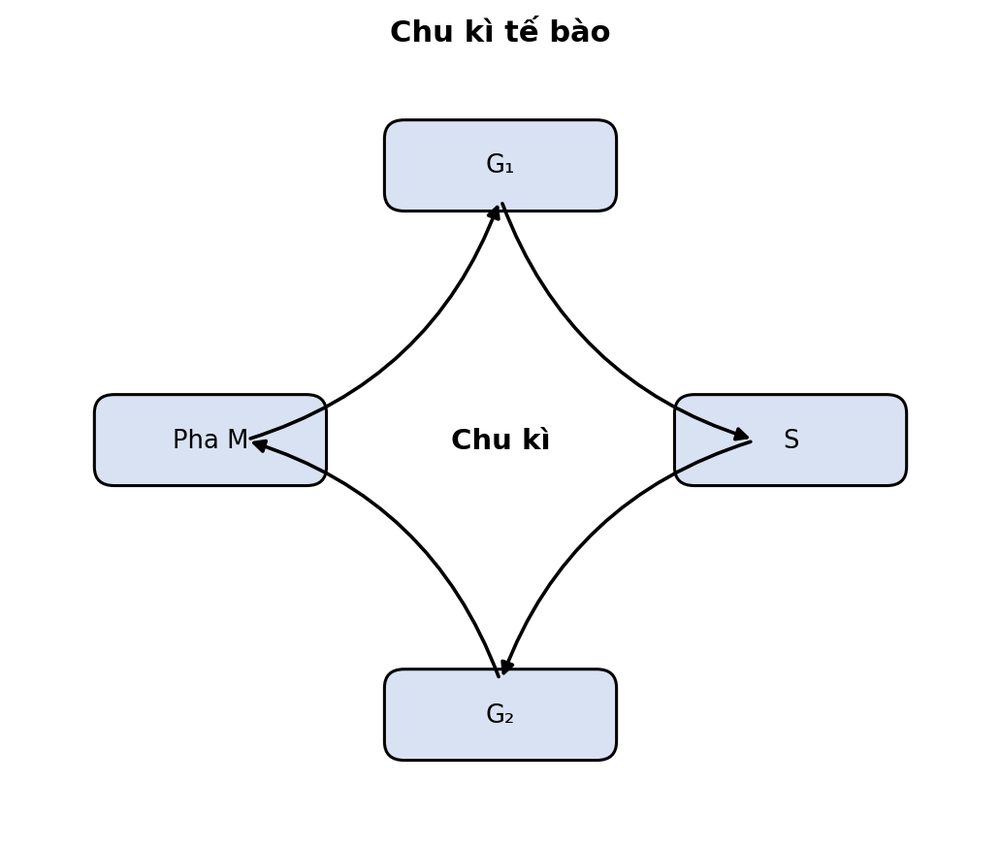 Chu kì tế bào
G₁
Pha M
Chu kì
S
G₂